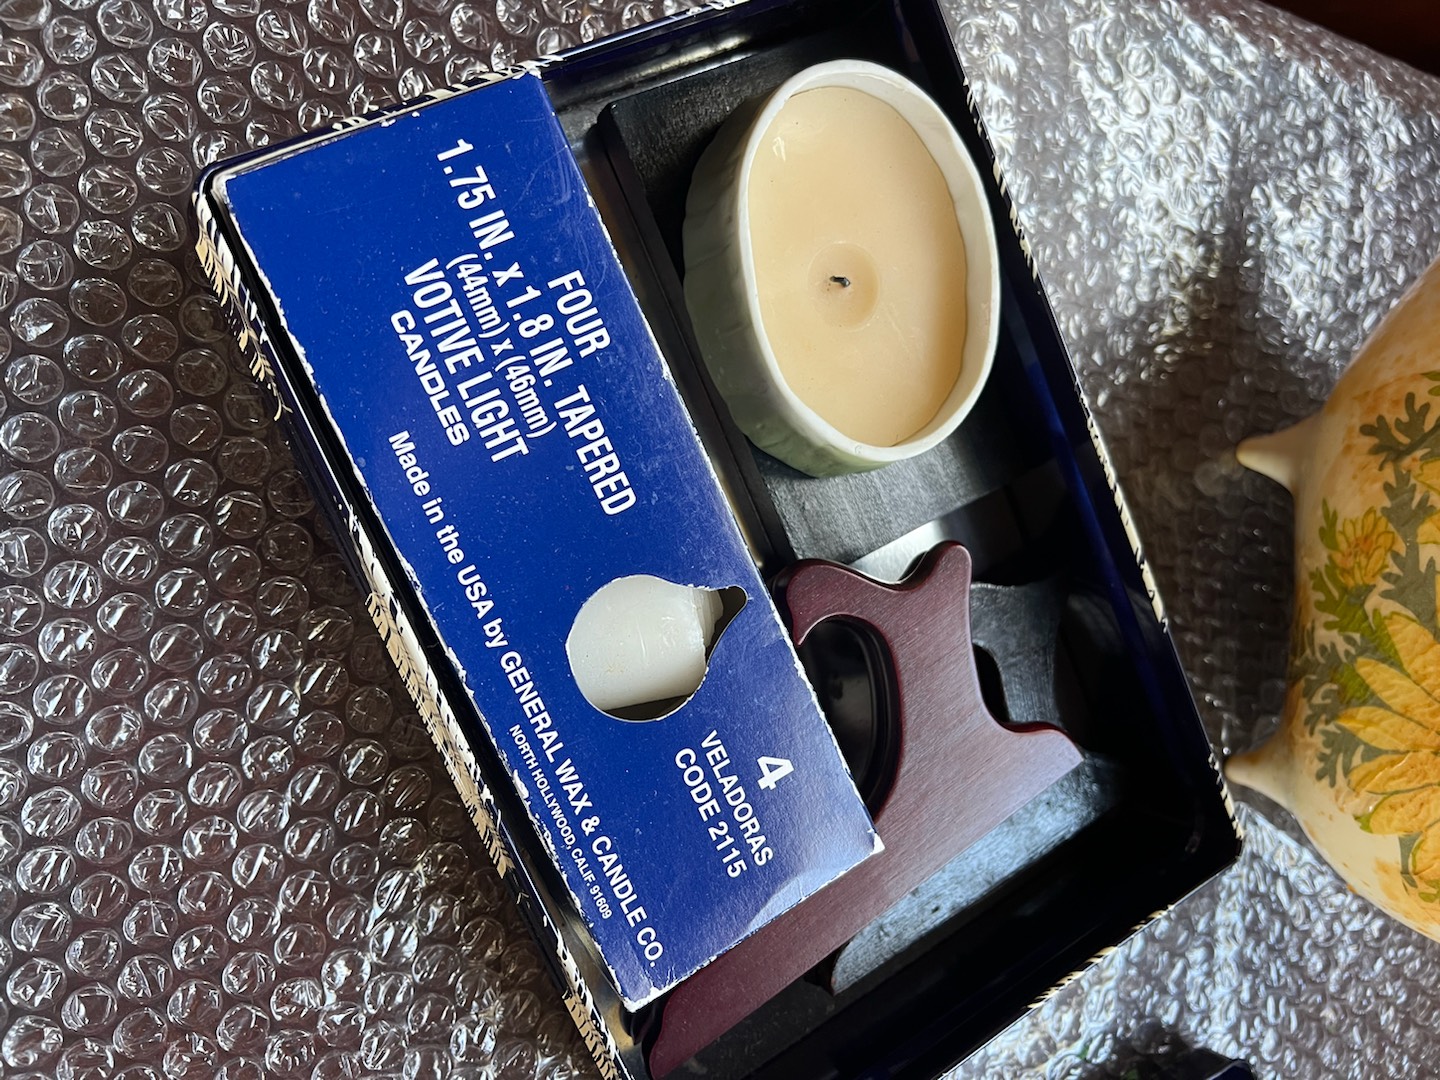 FOUR
1.75 IN. X 1.8 IN. TAPERED
(44mm) x (46mm)
VOTIVE LIGHT
CANDLES
Made in the USA by GENERAL WAX & CANDLE CO.
NORTH HOLLYWOOD, CALIF. 91609
4
VELADORAS
CODE 2115